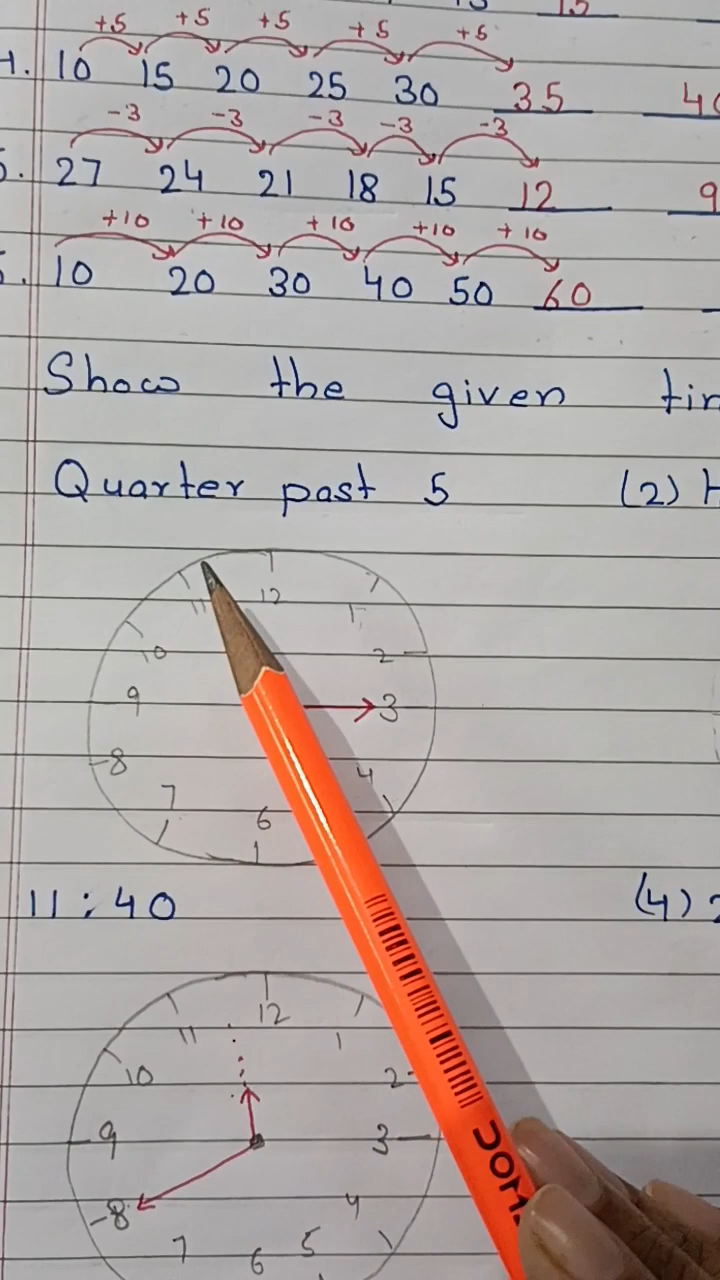 +5 +5 +5 +5 +5
10 15 20 25 30 35
-3 -3 -3 -3 -3
27 24 21 18 15 12 9
+10 +10 +10 +10 +10
10 20 30 40 50 60
Show the given
Quarter past 5 (2)
12
11 1
10 2
9 3
8 4
7
6
11:40 (4)
12
11 1
10 2
9 3
8 4
7 6 5